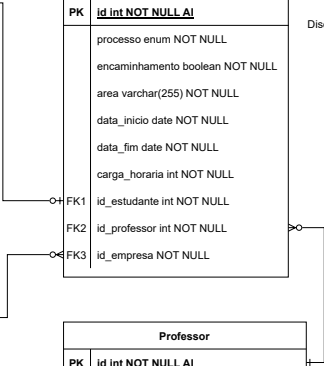 PK id int NOT NULL AI
processo enum NOT NULL
Dis
encaminhamento boolean NOT NULL
area varchar(255) NOT NULL
data_inicio date NOT NULL
data_fim date NOT NULL
carga_horaria int NOT NULL
FK1 id_estudante int NOT NULL
FK2 id_professor int NOT NULL
FK3 id_empresa NOT NULL
Professor
PK id int NOT NULL AI